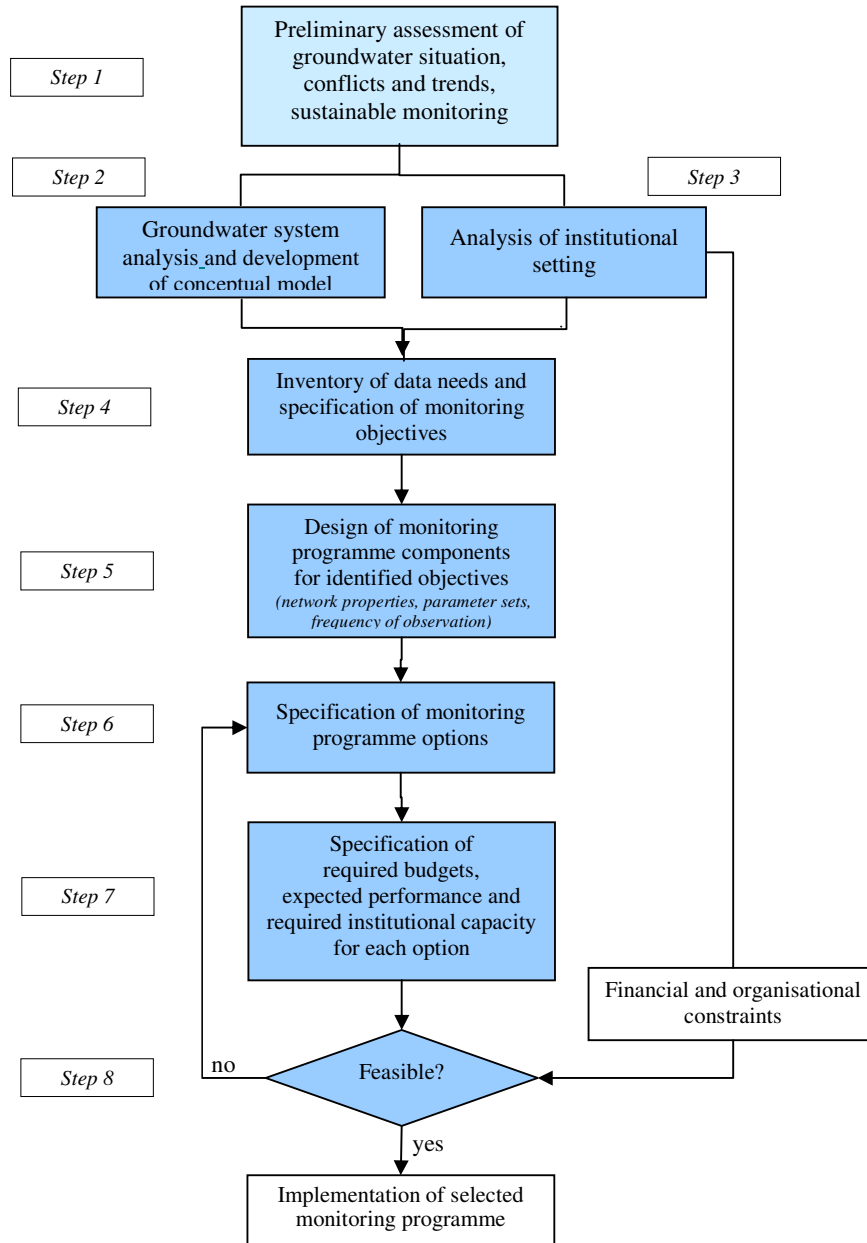 Step 1
Preliminary assessment of
groundwater situation,
conflicts and trends,
sustainable monitoring
Step 2
Step 3
Groundwater system
analysis and development
of conceptual model
Analysis of institutional
setting
Step 4
Inventory of data needs and
specification of monitoring
objectives
Step 5
Design of monitoring
programme components
for identified objectives
(network properties, parameter sets,
frequency of observation)
Step 6
Specification of monitoring
programme options
Step 7
Specification of
required budgets,
expected performance and
required institutional capacity
for each option
Financial and organisational
constraints
Step 8
no
Feasible?
yes
Implementation of selected
monitoring programme